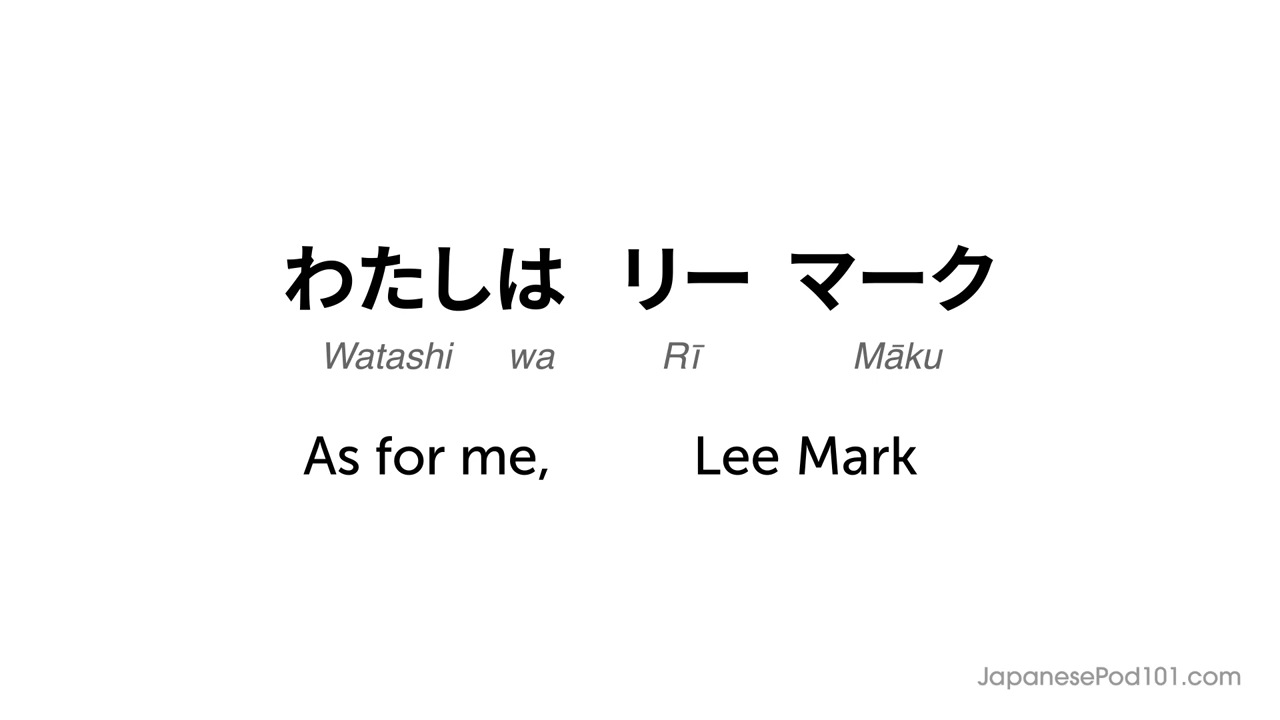 わたしは リー マーク
Watashi wa Rī Māku
As for me, Lee Mark
JapanesePod101.com